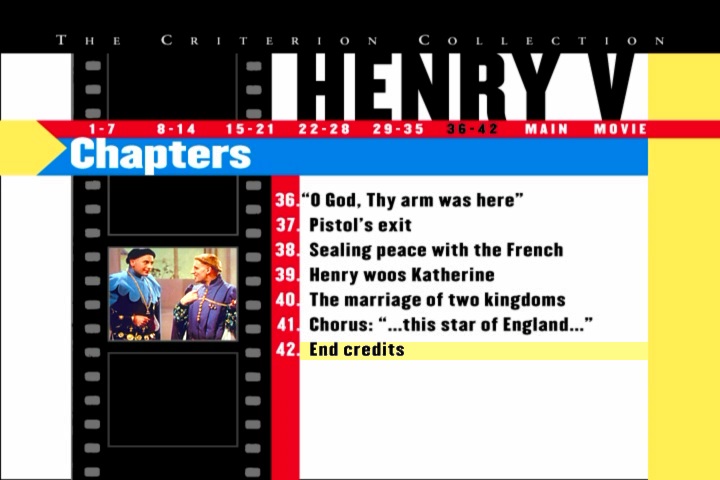 THE CRITERION COLLECTION
HENRY V
1-7 8-14 15-21 22-28 29-35 36-42 MAIN MOVIE
Chapters
36. “O God, Thy arm was here”
37. Pistol’s exit
38. Sealing peace with the French
39. Henry woos Katherine
40. The marriage of two kingdoms
41. Chorus: “...this star of England...”
42. End credits